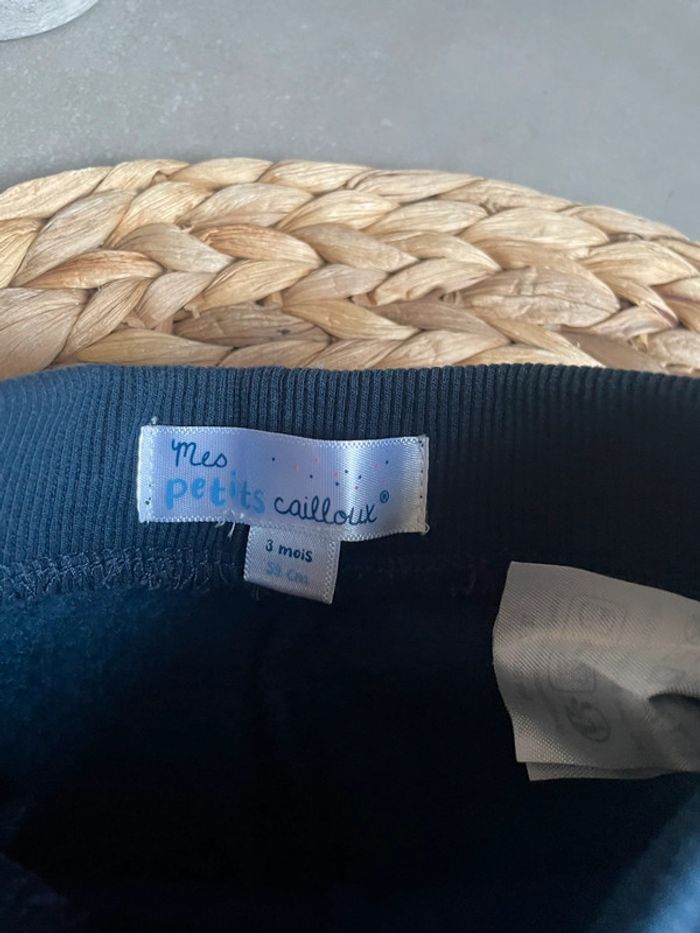 Mes
petits cailloux®
3 mois
59 cm